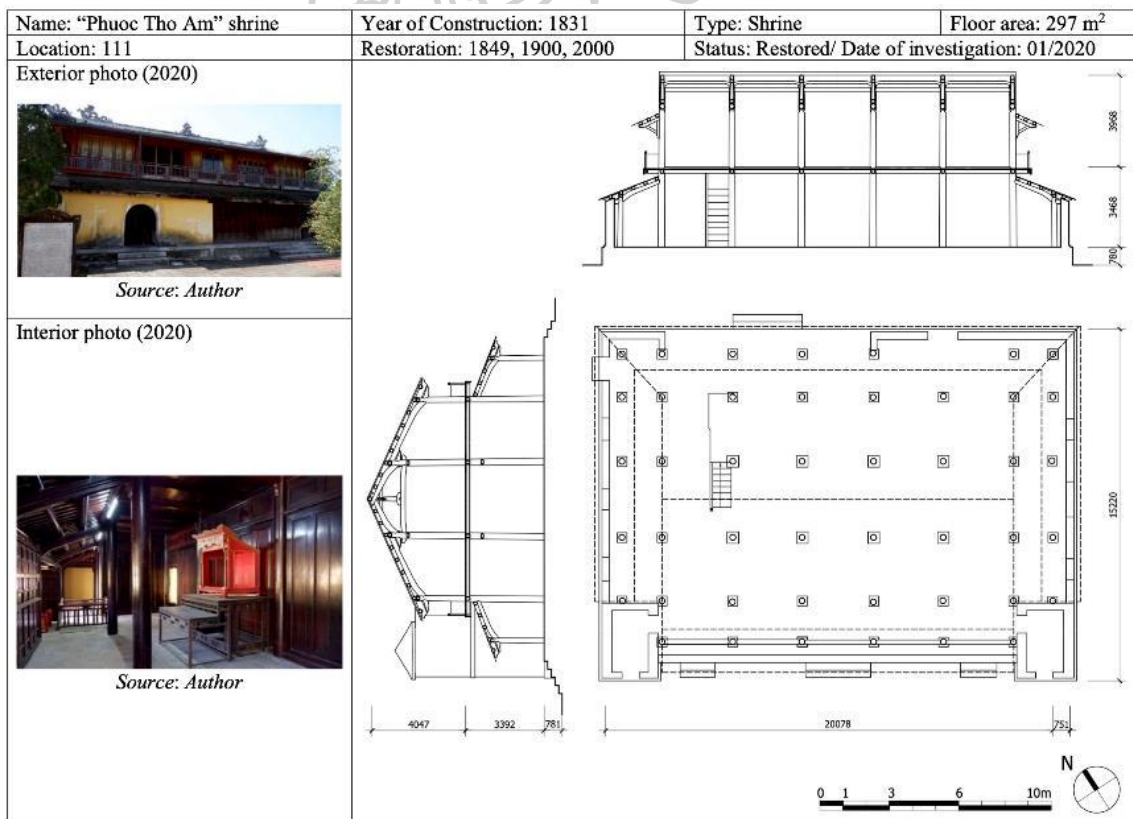 Name: “Phuoc Tho Am” shrine
Year of Construction: 1831
Type: Shrine
Floor area: 297 m²
Location: 111
Restoration: 1849, 1900, 2000
Status: Restored/ Date of investigation: 01/2020
Exterior photo (2020)
Source: Author
Interior photo (2020)
Source: Author
3968
3468
780
15220
4047
3392
781
20078
751
N
0 1 3 6 10m